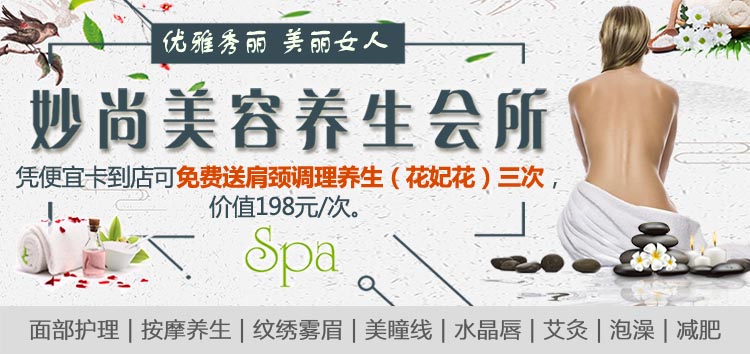 优雅秀丽 美丽女人
妙尚美容养生会所
凭便宜卡到店可免费送肩颈调理养生（花妃花）三次，
价值198元/次。
Spa
面部护理 | 按摩养生 | 纹绣雾眉 | 美瞳线 | 水晶唇 | 艾灸 | 泡澡 | 减肥